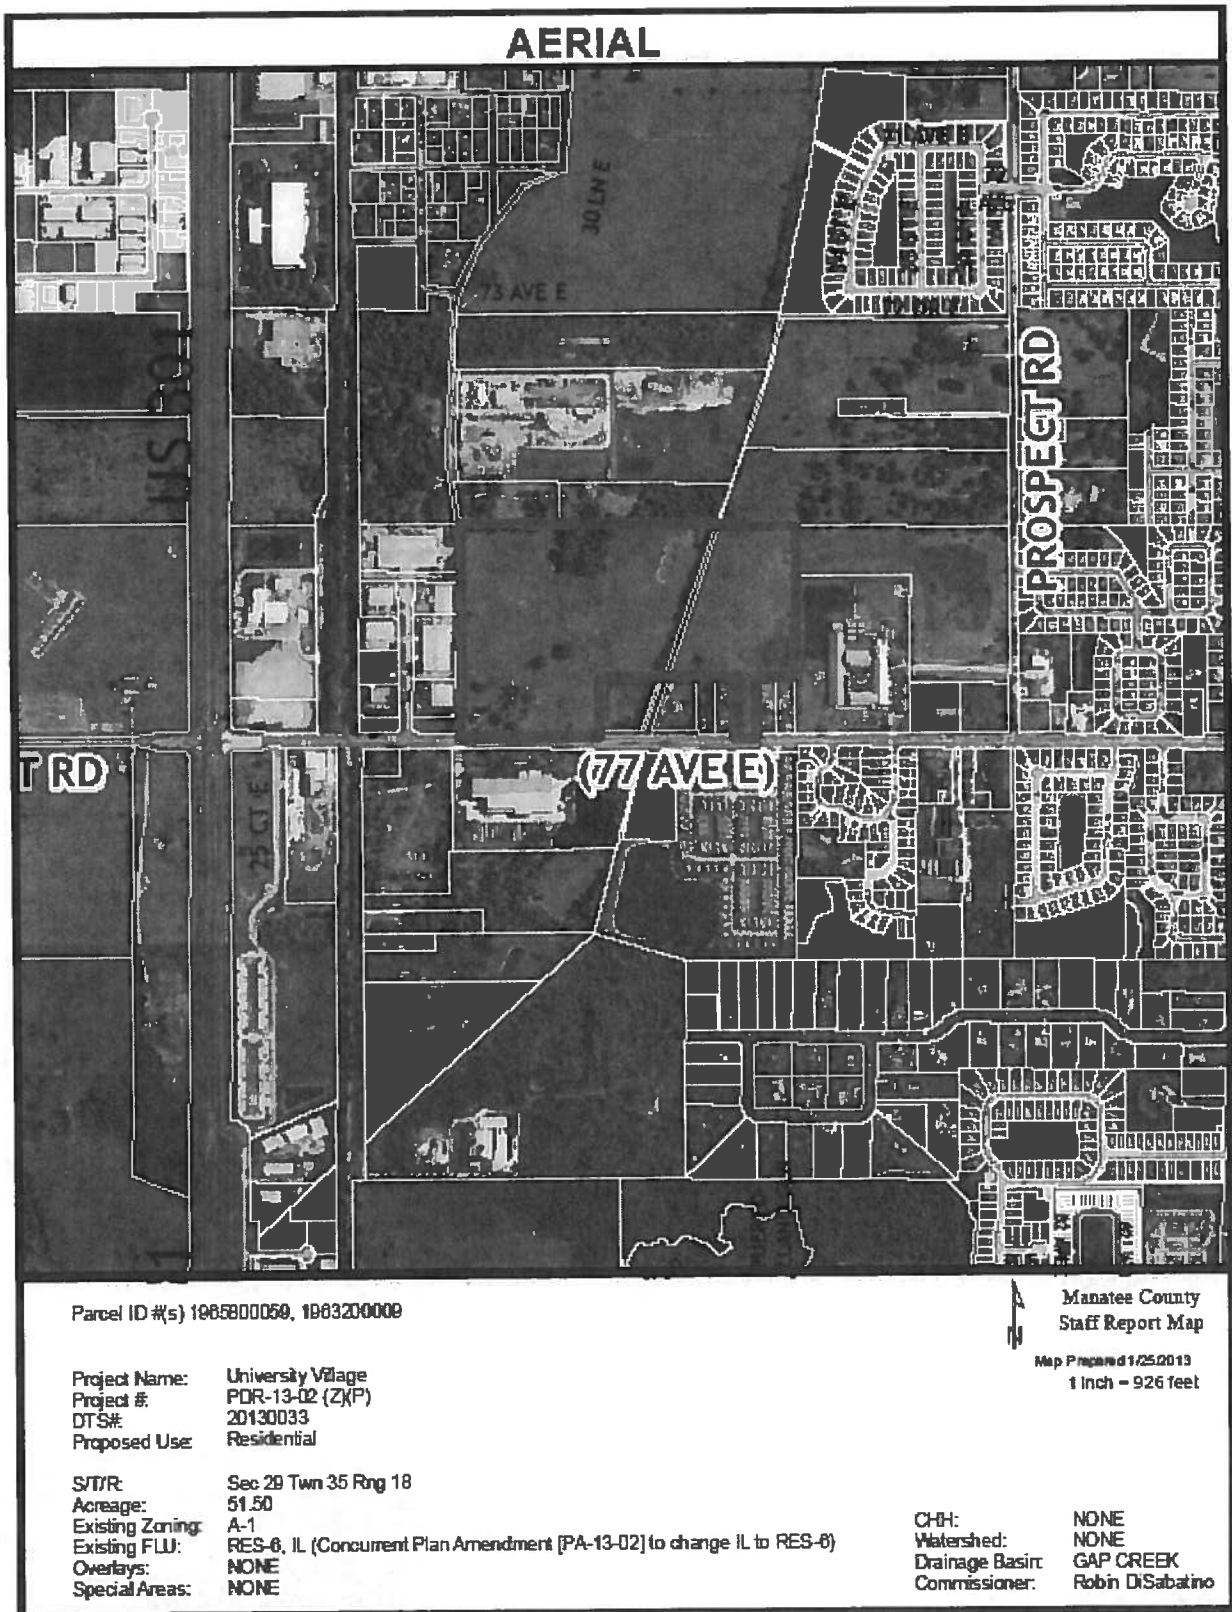 AERIAL
30 LN E
73 AVE E
US 301
PROSPECT RD
T RD
(77 AVE E)
25 CT E
Parcel ID #(s) 1965800059, 1963200009
Manatee County
Staff Report Map
Map Prepared 1/25/2013
1 inch = 926 feet
N
Project Name: University Village
Project #: PDR-13-02 (Z)(P)
DTS#: 20130033
Proposed Use: Residential
S/T/R: Sec 29 Twn 35 Rng 18
Acreage: 51.50
Existing Zoning: A-1
Existing FLU: RES-6, IL (Concurrent Plan Amendment [PA-13-02] to change IL to RES-6)
Overlays: NONE
Special Areas: NONE
CHH: NONE
Watershed: NONE
Drainage Basin: GAP CREEK
Commissioner: Robin DiSabatino